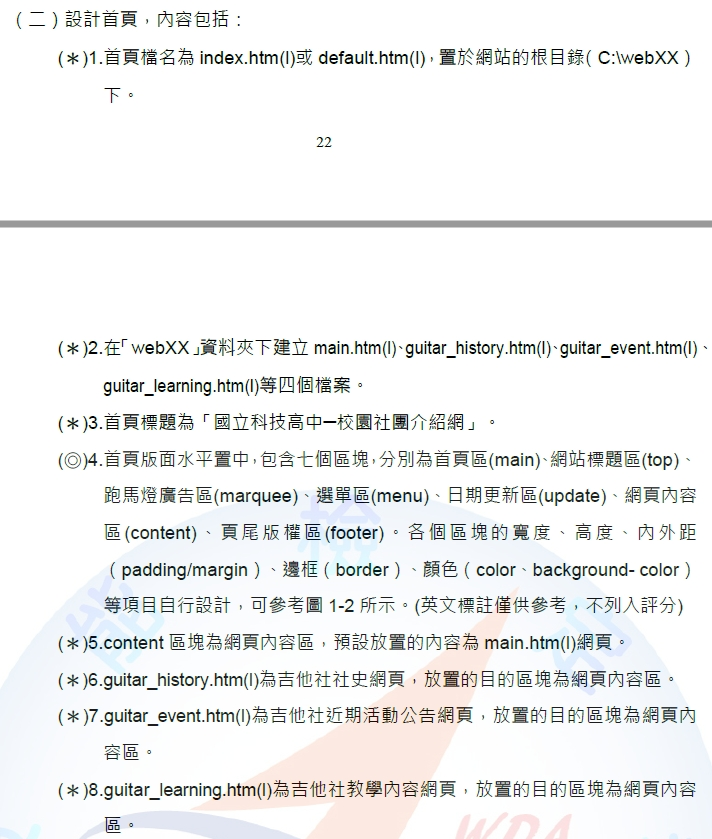 (二)設計首頁，內容包括：
(＊)1.首頁檔名為 index.htm(l)或 default.htm(l)，置於網站的根目錄( C:\webXX )
下。
22
(＊)2.在「webXX」資料夾下建立 main.htm(l)、guitar_history.htm(l)、guitar_event.htm(l)、
guitar_learning.htm(l)等四個檔案。
(＊)3.首頁標題為「國立科技高中─校園社團介紹網」。
(◎)4.首頁版面水平置中，包含七個區塊，分別為首頁區(main)、網站標題區(top)、
跑馬燈廣告區(marquee)、選單區(menu)、日期更新區(update)、網頁內容
區(content)、頁尾版權區(footer)。各個區塊的寬度、高度、內外距
（padding/margin）、邊框（border）、顏色（color、background- color）
等項目自行設計，可參考圖 1-2 所示。(英文標註僅供參考，不列入評分)
(＊)5.content 區塊為網頁內容區，預設放置的內容為 main.htm(l)網頁。
(＊)6.guitar_history.htm(l)為吉他社社史網頁，放置的目的區塊為網頁內容區。
(＊)7.guitar_event.htm(l)為吉他社近期活動公告網頁，放置的目的區塊為網頁內
容區。
(＊)8.guitar_learning.htm(l)為吉他社教學內容網頁，放置的目的區塊為網頁內容
區。
能
檢
WDA